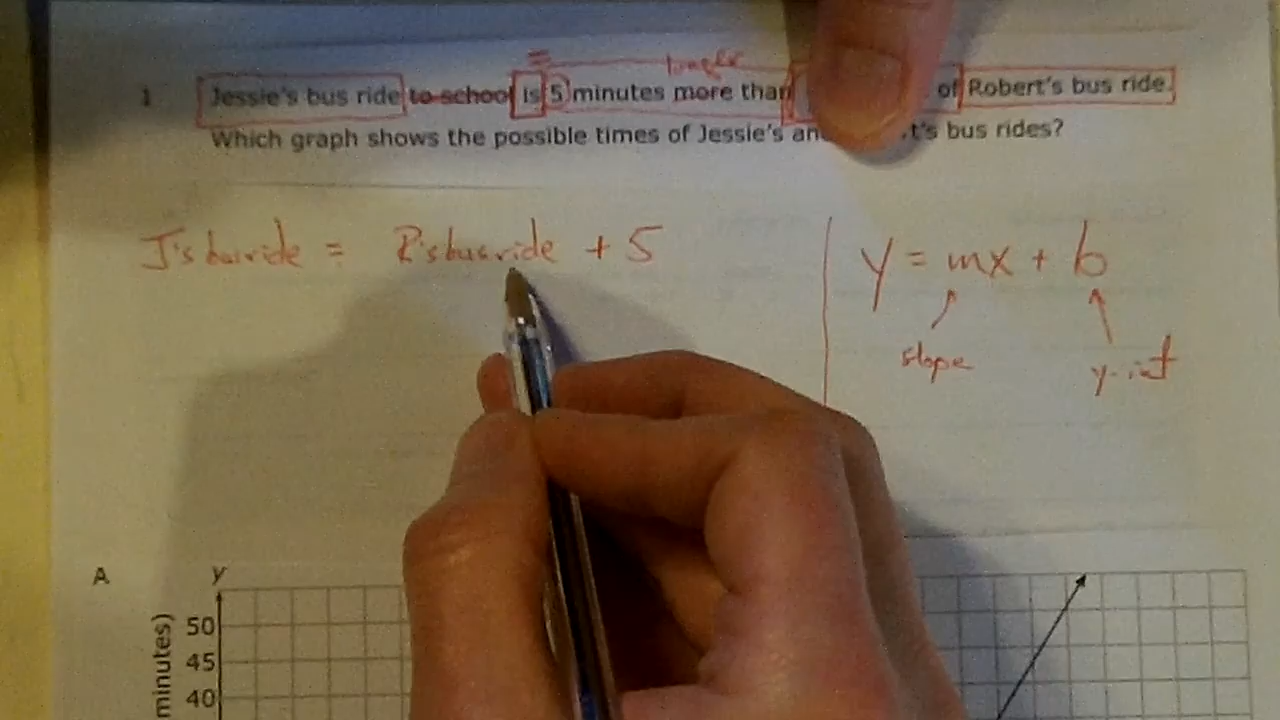 longer
1 Jessie's bus ride to school is 5 minutes more than of Robert's bus ride.
Which graph shows the possible times of Jessie's an t's bus rides?
J's bus ride = R's bus ride + 5
y = mx + b
slope
y-int
A
y
50
45
40
minutes)